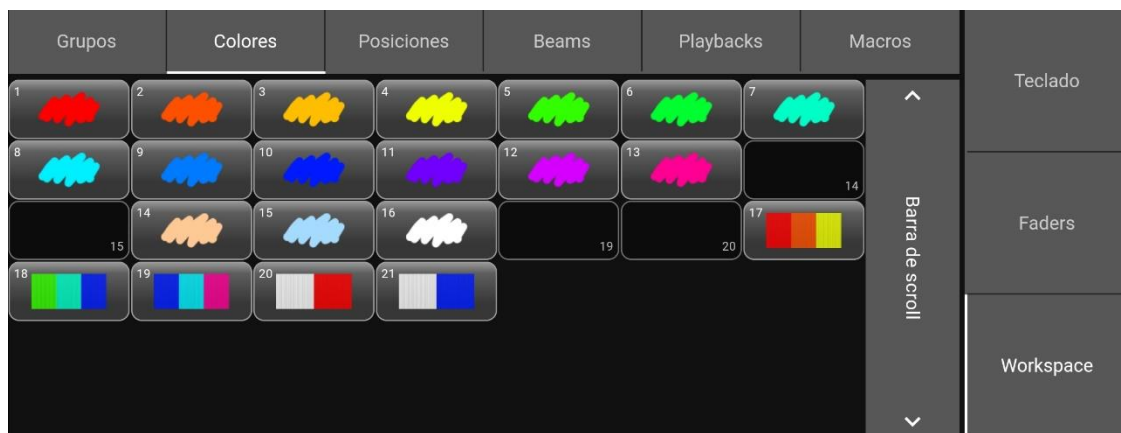 Grupos
Colores
Posiciones
Beams
Playbacks
Macros
Teclado
Faders
Workspace
Barra de scroll
1
2
3
4
5
6
7
8
9
10
11
12
13
14
15
14
15
16
19
20
17
18
19
20
21